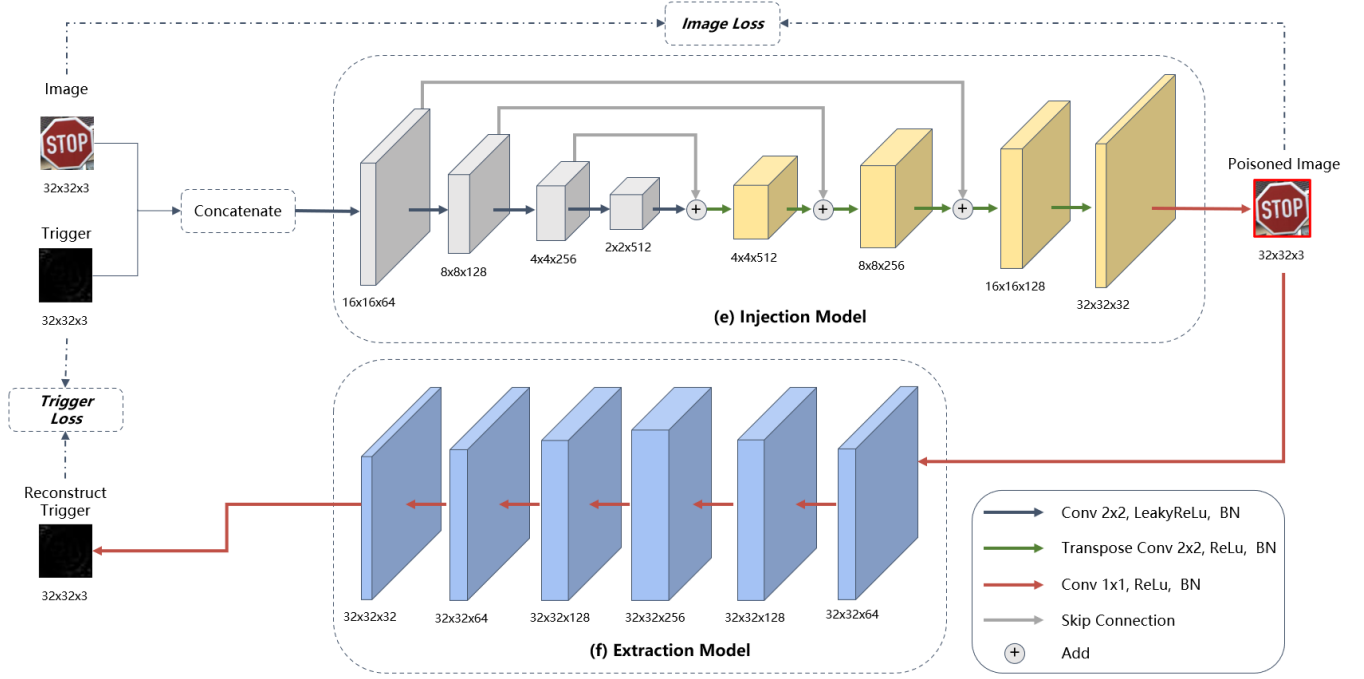 Image Loss
Image
STOP
32x32x3
Concatenate
Trigger
32x32x3
16x16x64
8x8x128
4x4x256
2x2x512
+
4x4x512
+
8x8x256
+
16x16x128
32x32x32
(e) Injection Model
Poisoned Image
STOP
32x32x3
Trigger
Loss
Reconstruct
Trigger
32x32x3
32x32x32
32x32x64
32x32x128
32x32x256
32x32x128
32x32x64
(f) Extraction Model
Conv 2x2, LeakyReLu, BN
Transpose Conv 2x2, ReLu, BN
Conv 1x1, ReLu, BN
Skip Connection
+ Add